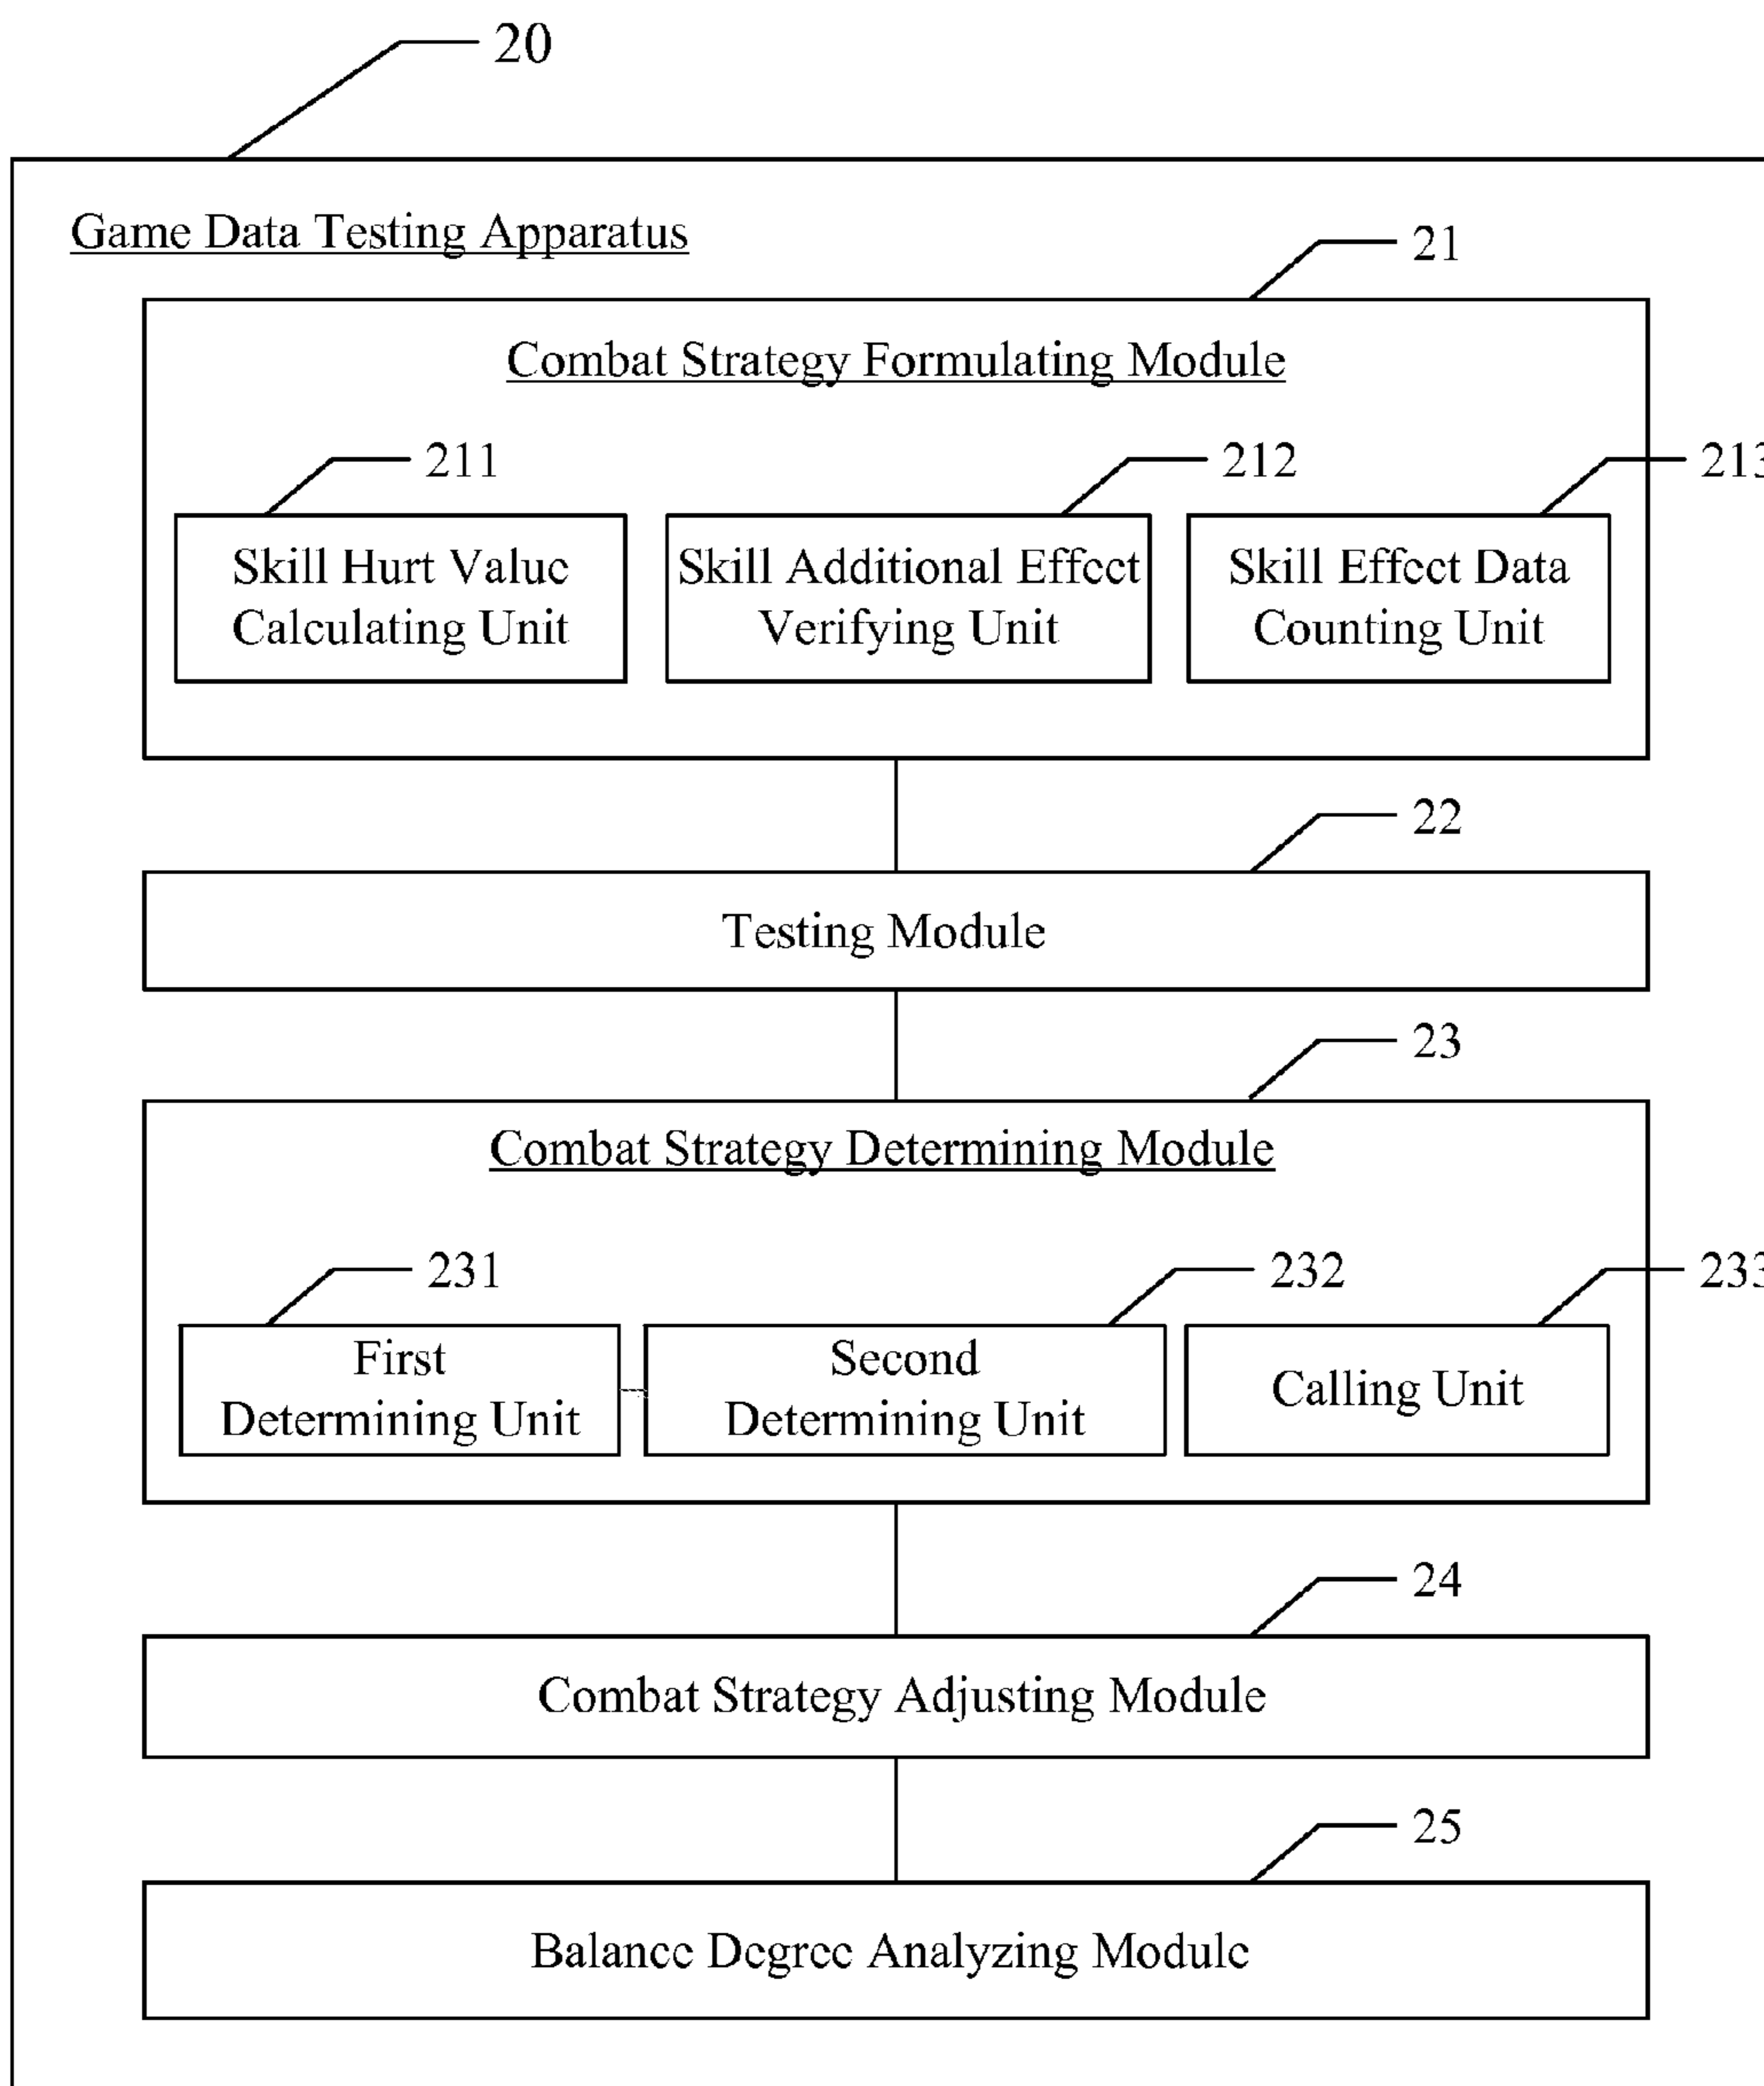 20
Game Data Testing Apparatus
21
Combat Strategy Formulating Module
211
212
213
Skill Hurt Value
Calculating Unit
Skill Additional Effect
Verifying Unit
Skill Effect Data
Counting Unit
22
Testing Module
23
Combat Strategy Determining Module
231
232
233
First
Determining Unit
Second
Determining Unit
Calling Unit
24
Combat Strategy Adjusting Module
25
Balance Degree Analyzing Module